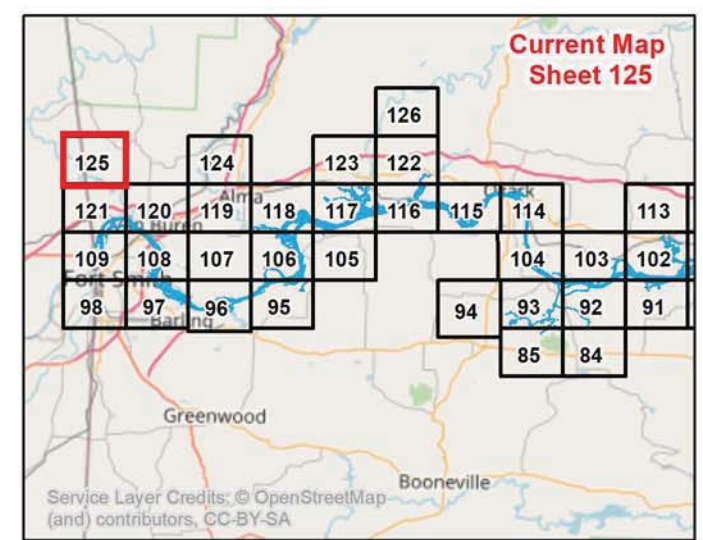 Current Map
Sheet 125
126
125 124 123 122
Alma Ozark
121 120 119 118 117 116 115 114 113
Van Buren
109 108 107 106 105 104 103 102
Fort Smith
98 97 96 95 94 93 92 91
Barling
85 84
Greenwood
Booneville
Service Layer Credits: © OpenStreetMap
(and) contributors, CC-BY-SA